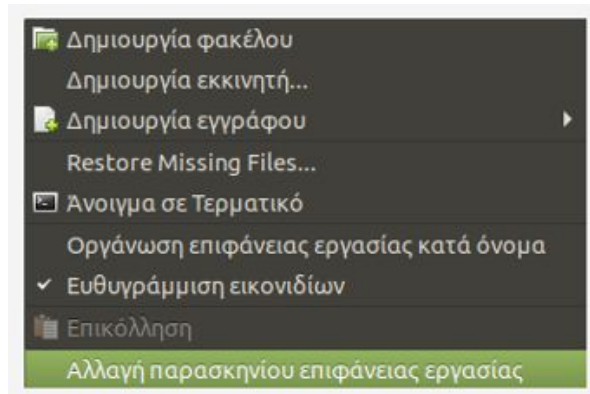 Δημιουργία φακέλου
Δημιουργία εκκινητή...
Δημιουργία εγγράφου
Restore Missing Files...
Άνοιγμα σε Τερματικό
Οργάνωση επιφάνειας εργασίας κατά όνομα
Ευθυγράμμιση εικονιδίων
Επικόλληση
Αλλαγή παρασκηνίου επιφάνειας εργασίας